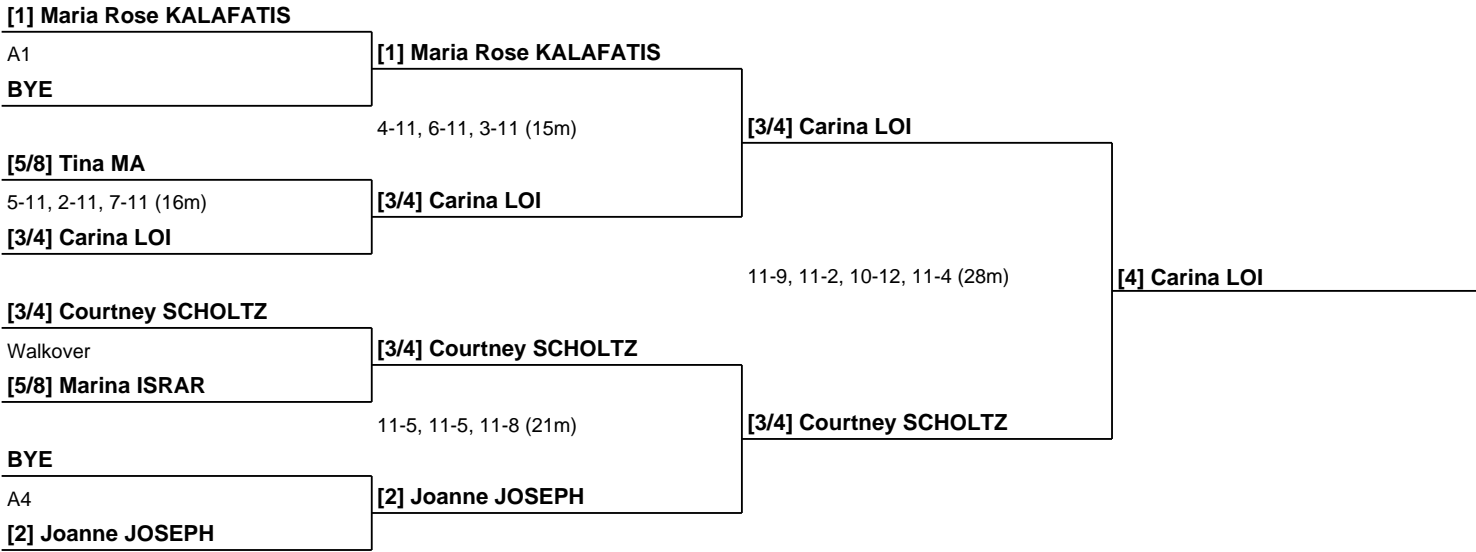 [1] Maria Rose KALAFATIS
A1
BYE
[1] Maria Rose KALAFATIS
4-11, 6-11, 3-11 (15m)
[3/4] Carina LOI
[5/8] Tina MA
5-11, 2-11, 7-11 (16m)
[3/4] Carina LOI
[3/4] Carina LOI
11-9, 11-2, 10-12, 11-4 (28m)
[4] Carina LOI
[3/4] Courtney SCHOLTZ
Walkover
[5/8] Marina ISRAR
[3/4] Courtney SCHOLTZ
11-5, 11-5, 11-8 (21m)
[3/4] Courtney SCHOLTZ
BYE
A4
[2] Joanne JOSEPH
[2] Joanne JOSEPH